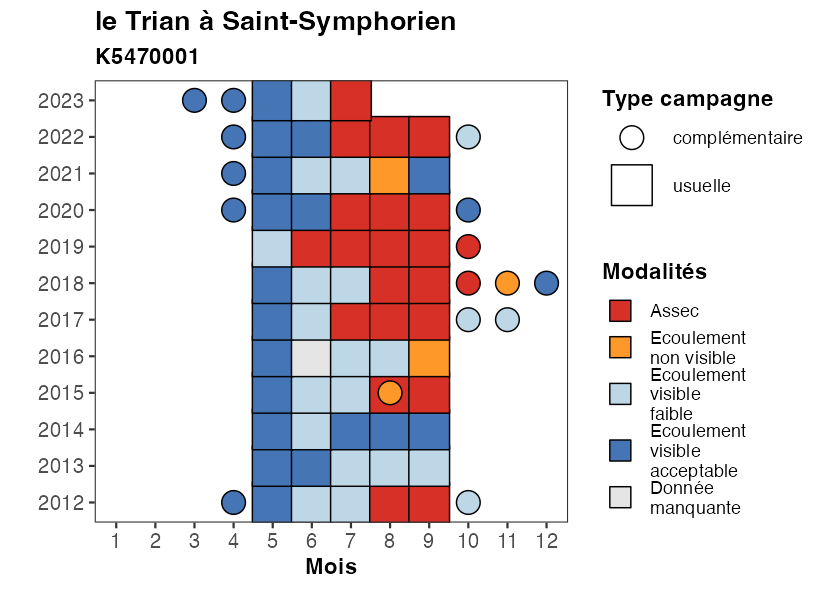 le Trian à Saint-Symphorien
K5470001
2023
2022
2021
2020
2019
2018
2017
2016
2015
2014
2013
2012
1 2 3 4 5 6 7 8 9 10 11 12
Mois
Type campagne
complémentaire
usuelle
Modalités
Assec
Ecoulement
non visible
Ecoulement
visible
faible
Ecoulement
visible
acceptable
Donnée
manquante